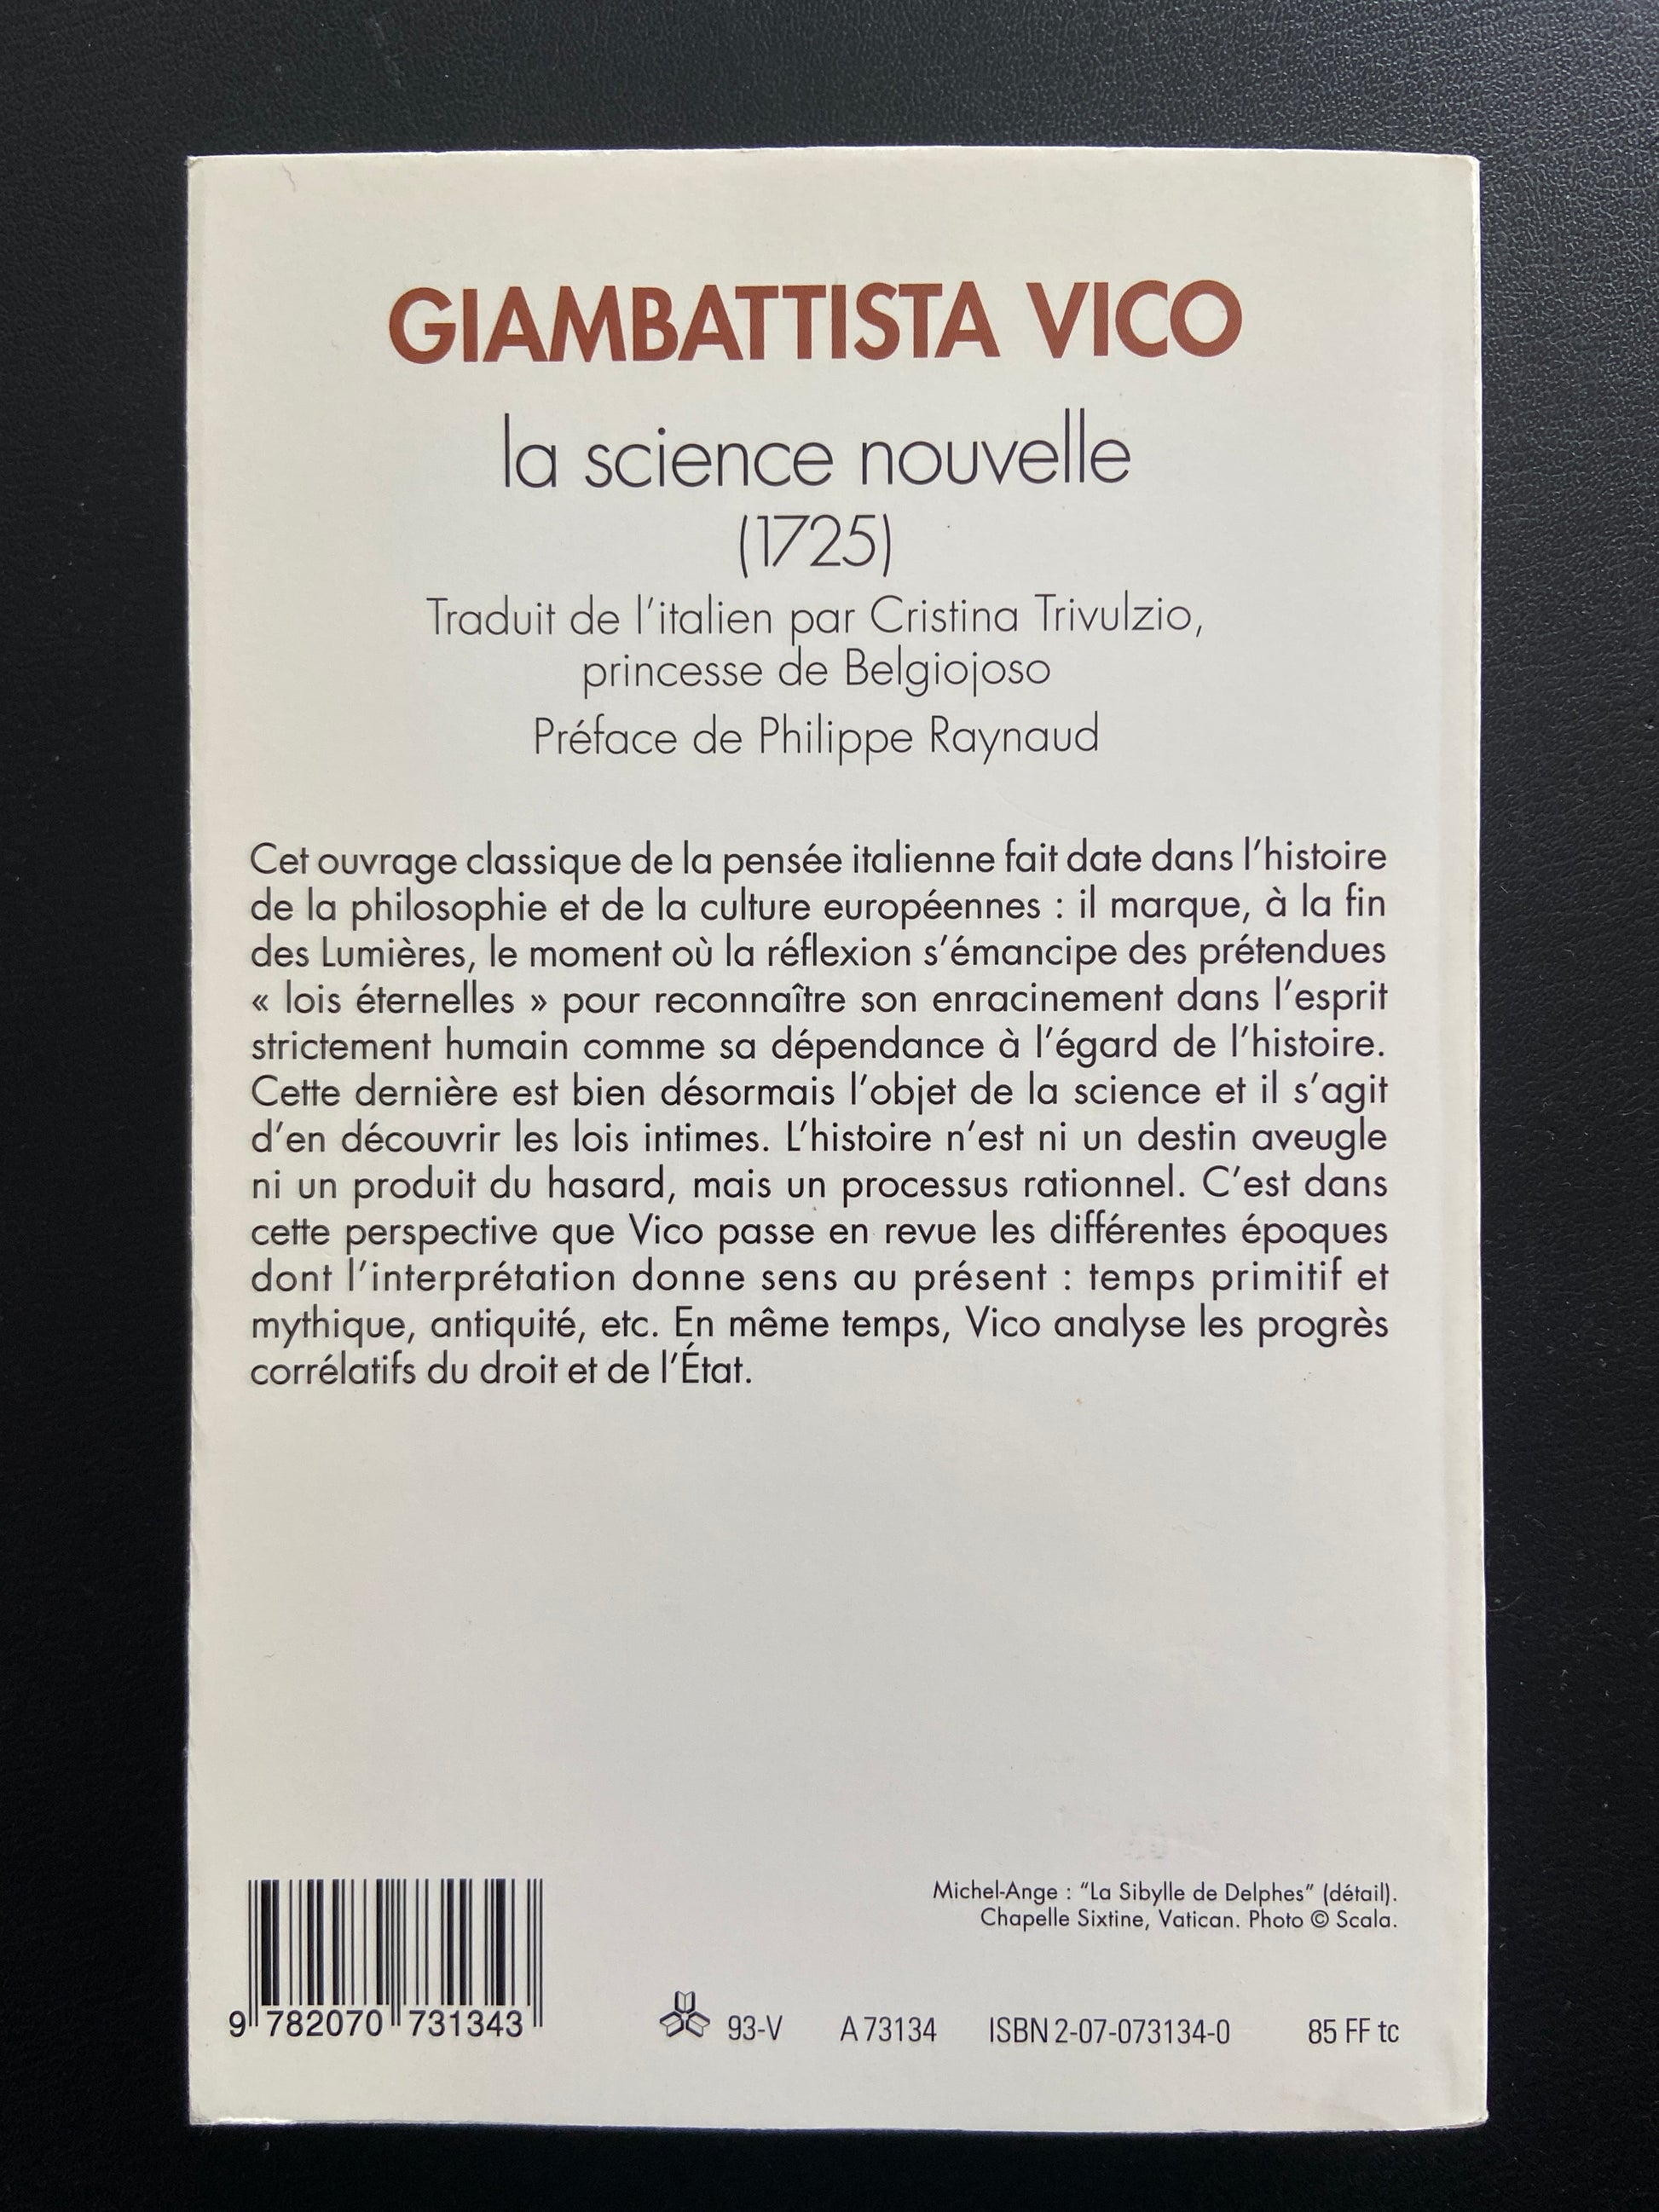 GIAMBATTISTA VICO
la science nouvelle
(1725)
Traduit de l'italien par Cristina Trivulzio,
princesse de Belgiojoso
Préface de Philippe Raynaud
Cet ouvrage classique de la pensée italienne fait date dans l'histoire
de la philosophie et de la culture européennes : il marque, à la fin
des Lumières, le moment où la réflexion s'émancipe des prétendues
« lois éternelles » pour reconnaître son enracinement dans l'esprit
strictement humain comme sa dépendance à l'égard de l'histoire.
Cette dernière est bien désormais l'objet de la science et il s'agit
d'en découvrir les lois intimes. L'histoire n'est ni un destin aveugle
ni un produit du hasard, mais un processus rationnel. C'est dans
cette perspective que Vico passe en revue les différentes époques
dont l'interprétation donne sens au présent : temps primitif et
mythique, antiquité, etc. En même temps, Vico analyse les progrès
corrélatifs du droit et de l'État.
Michel-Ange : "La Sibylle de Delphes" (détail).
Chapelle Sixtine, Vatican. Photo © Scala.
9 782070 731343
93-V A 73134 ISBN 2-07-073134-0 85 FF tc